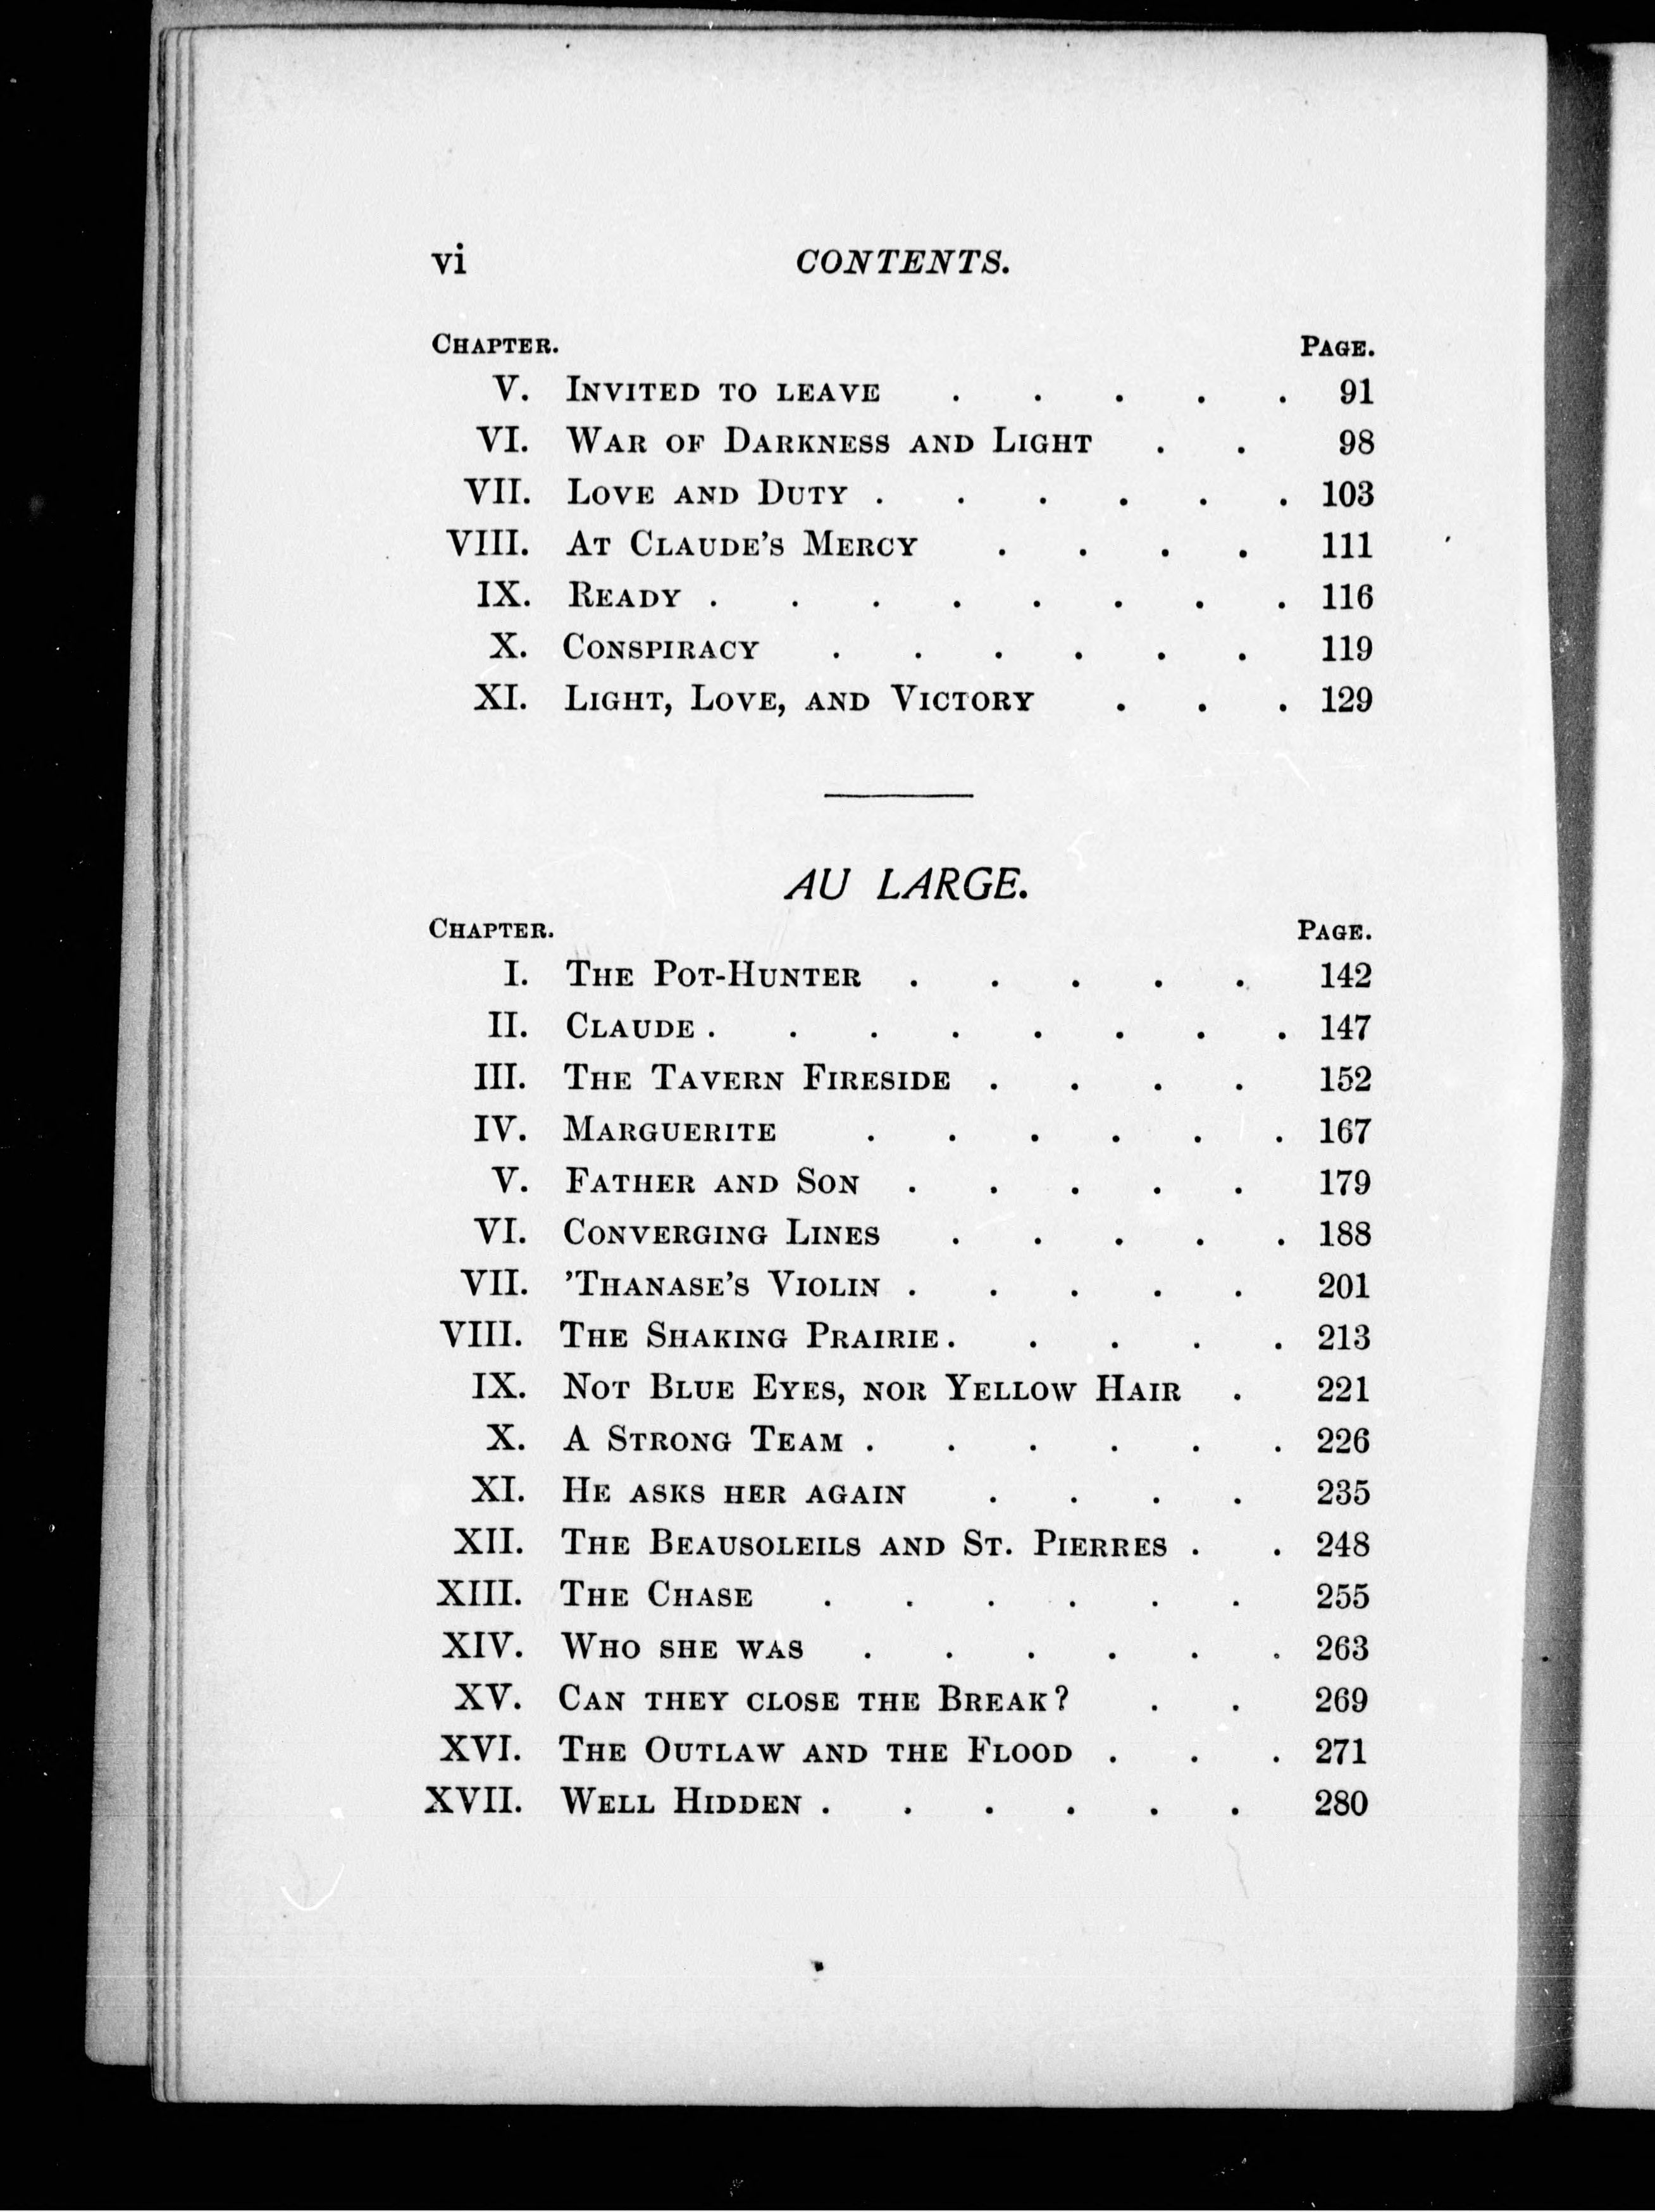 vi CONTENTS.
CHAPTER. PAGE.
V. INVITED TO LEAVE . . . . . 91
VI. WAR OF DARKNESS AND LIGHT . . 98
VII. LOVE AND DUTY . . . . . . 103
VIII. AT CLAUDE'S MERCY . . . . 111
IX. READY . . . . . . . . 116
X. CONSPIRACY . . . . . . 119
XI. LIGHT, LOVE, AND VICTORY . . . 129
AU LARGE.
CHAPTER. PAGE.
I. THE POT-HUNTER . . . . . 142
II. CLAUDE . . . . . . . . 147
III. THE TAVERN FIRESIDE . . . . 152
IV. MARGUERITE . . . . . . 167
V. FATHER AND SON . . . . . 179
VI. CONVERGING LINES . . . . . 188
VII. 'THANASE'S VIOLIN . . . . . 201
VIII. THE SHAKING PRAIRIE . . . . . 213
IX. NOT BLUE EYES, NOR YELLOW HAIR . 221
X. A STRONG TEAM . . . . . . 226
XI. HE ASKS HER AGAIN . . . . 235
XII. THE BEAUSOLEILS AND ST. PIERRES . . 248
XIII. THE CHASE . . . . . . 255
XIV. WHO SHE WAS . . . . . . 263
XV. CAN THEY CLOSE THE BREAK? . . 269
XVI. THE OUTLAW AND THE FLOOD . . . 271
XVII. WELL HIDDEN . . . . . . 280